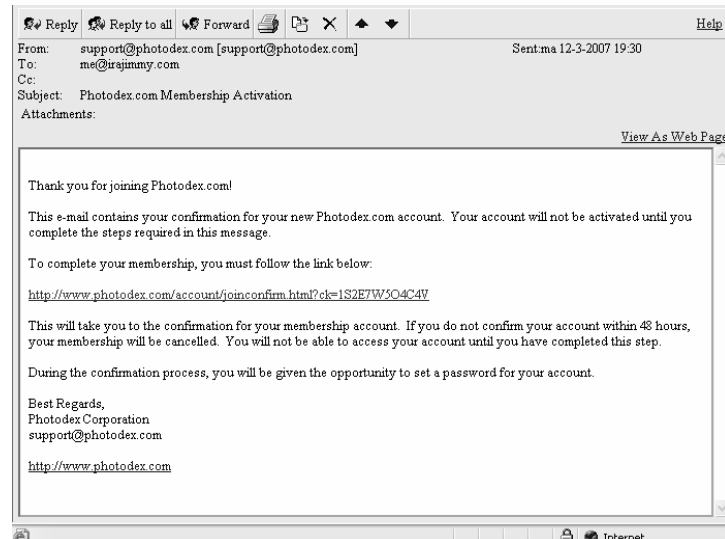 Reply Reply to all Forward Help
From: support@photodex.com [support@photodex.com] Sent:ma 12-3-2007 19:30
To: me@irajimmy.com
Cc:
Subject: Photodex.com Membership Activation
Attachments:
View As Web Page
Thank you for joining Photodex.com!
This e-mail contains your confirmation for your new Photodex.com account. Your account will not be activated until you
complete the steps required in this message.
To complete your membership, you must follow the link below:
http://www.photodex.com/account/joinconfirm.html?ck=1S2E7W5O4C4V
This will take you to the confirmation for your membership account. If you do not confirm your account within 48 hours,
your membership will be cancelled. You will not be able to access your account until you have completed this step.
During the confirmation process, you will be given the opportunity to set a password for your account.
Best Regards,
Photodex Corporation
support@photodex.com
http://www.photodex.com
Internet